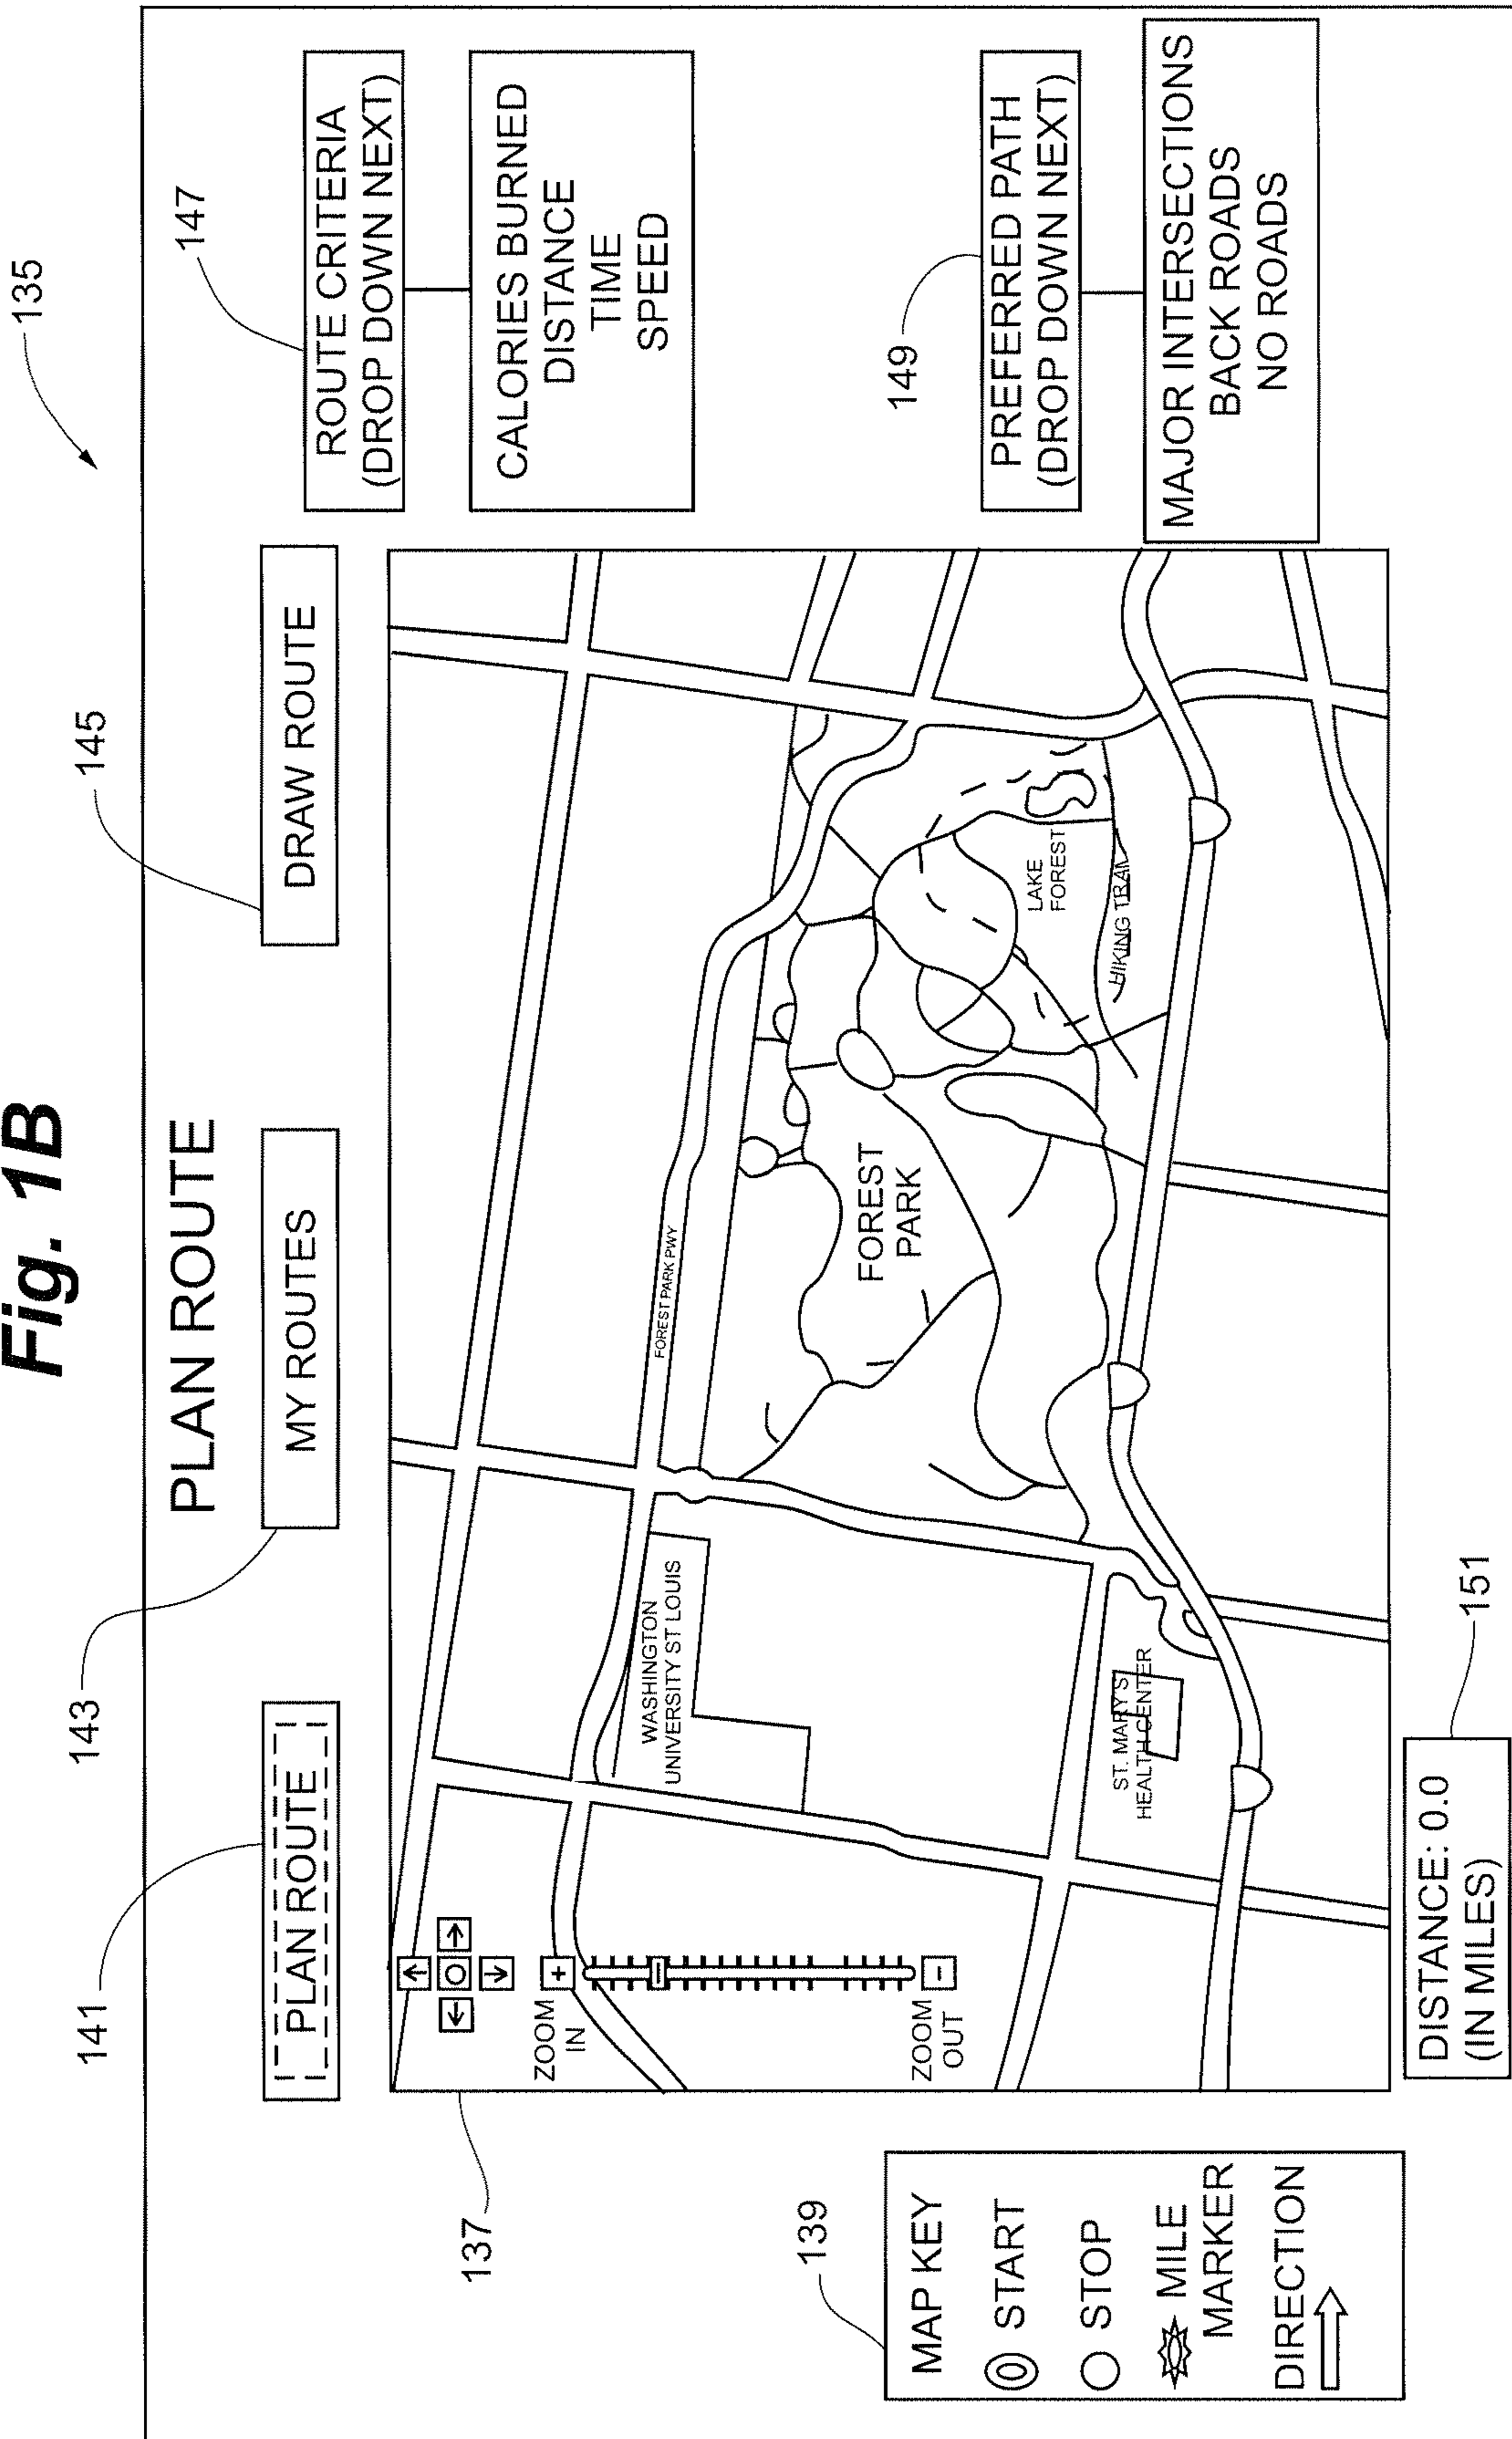 Fig. 1B
135
PLAN ROUTE
141
143
145
147
PLAN ROUTE
MY ROUTES
DRAW ROUTE
ROUTE CRITERIA
(DROP DOWN NEXT)
CALORIES BURNED
DISTANCE
TIME
SPEED
149
PREFERRED PATH
(DROP DOWN NEXT)
MAJOR INTERSECTIONS
BACK ROADS
NO ROADS
137
ZOOM
IN
+
ZOOM
OUT
-
FOREST PARK PWY
WASHINGTON
UNIVERSITY ST LOUIS
FOREST
PARK
LAKE
FOREST
HIKING TRAIL
ST. MARY'S
HEALTH CENTER
139
MAP KEY
START
STOP
MILE
MARKER
DIRECTION
DISTANCE: 0.0
(IN MILES)
151